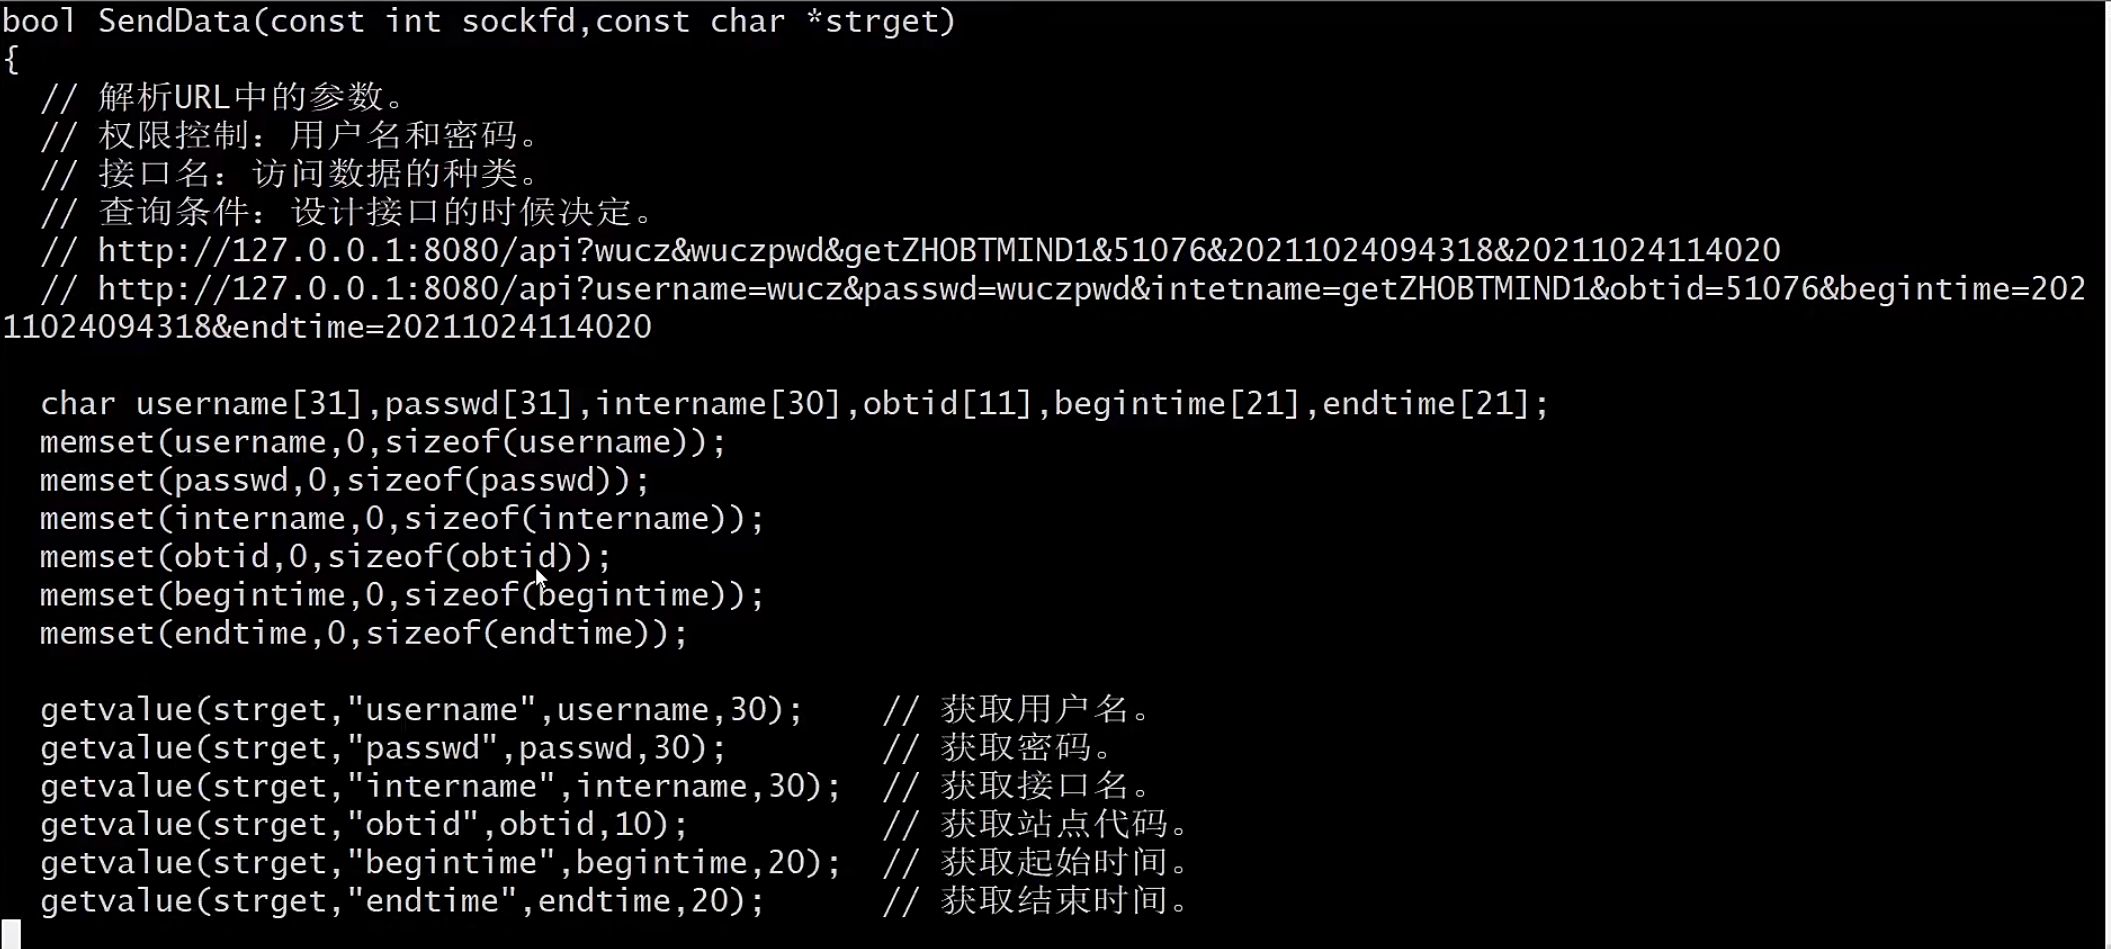 bool SendData(const int sockfd,const char *strget)
{
  // 解析URL中的参数。
  // 权限控制：用户名和密码。
  // 接口名：访问数据的种类。
  // 查询条件：设计接口的时候决定。
  // http://127.0.0.1:8080/api?wucz&wuczpwd&getZHOBTMIND1&51076&20211024094318&20211024114020
  // http://127.0.0.1:8080/api?username=wucz&passwd=wuczpwd&intetname=getZHOBTMIND1&obtid=51076&begintime=202
11024094318&endtime=20211024114020

  char username[31],passwd[31],intername[30],obtid[11],begintime[21],endtime[21];
  memset(username,0,sizeof(username));
  memset(passwd,0,sizeof(passwd));
  memset(intername,0,sizeof(intername));
  memset(obtid,0,sizeof(obtid));
  memset(begintime,0,sizeof(begintime));
  memset(endtime,0,sizeof(endtime));

  getvalue(strget,"username",username,30);    // 获取用户名。
  getvalue(strget,"passwd",passwd,30);        // 获取密码。
  getvalue(strget,"intername",intername,30);  // 获取接口名。
  getvalue(strget,"obtid",obtid,10);          // 获取站点代码。
  getvalue(strget,"begintime",begintime,20);  // 获取起始时间。
  getvalue(strget,"endtime",endtime,20);      // 获取结束时间。